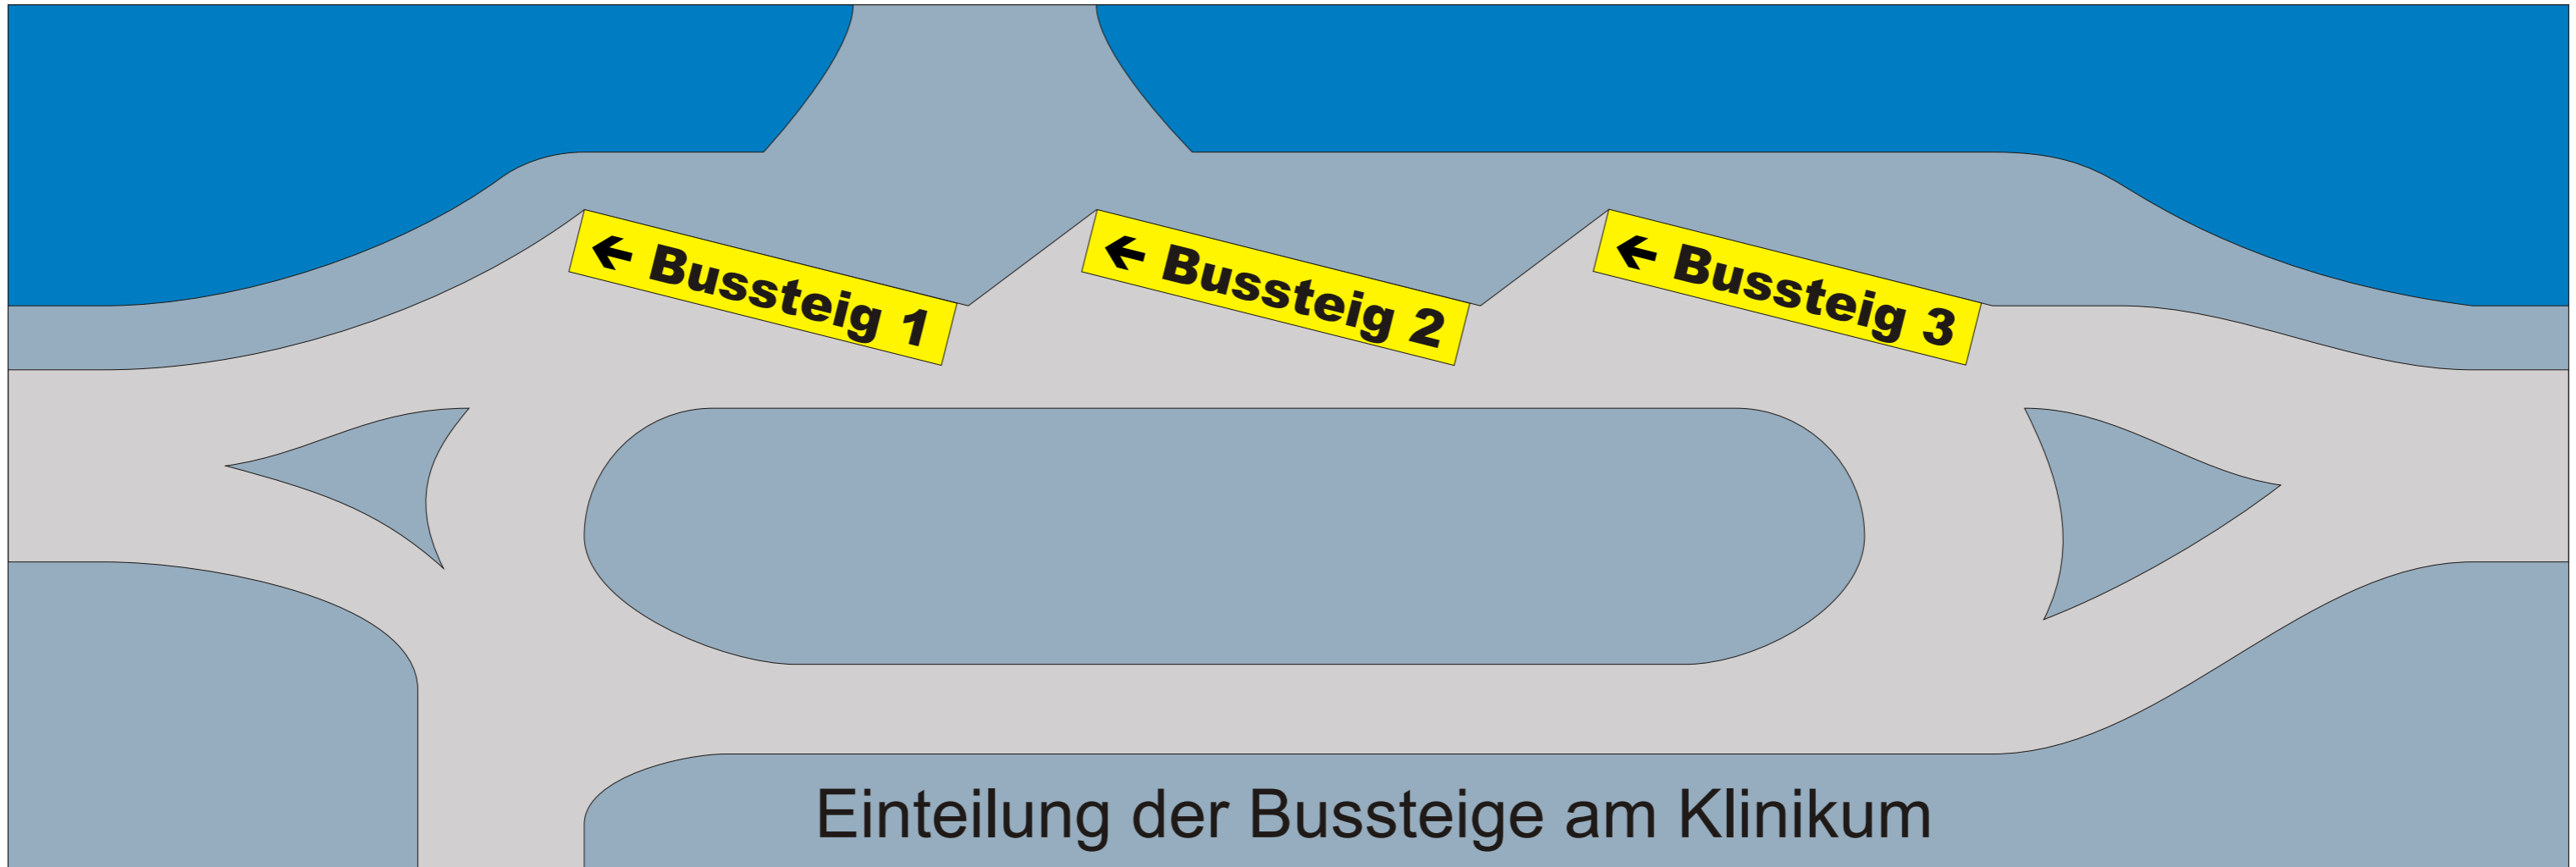 ← Bussteig 1
← Bussteig 2
← Bussteig 3
Einteilung der Bussteige am Klinikum